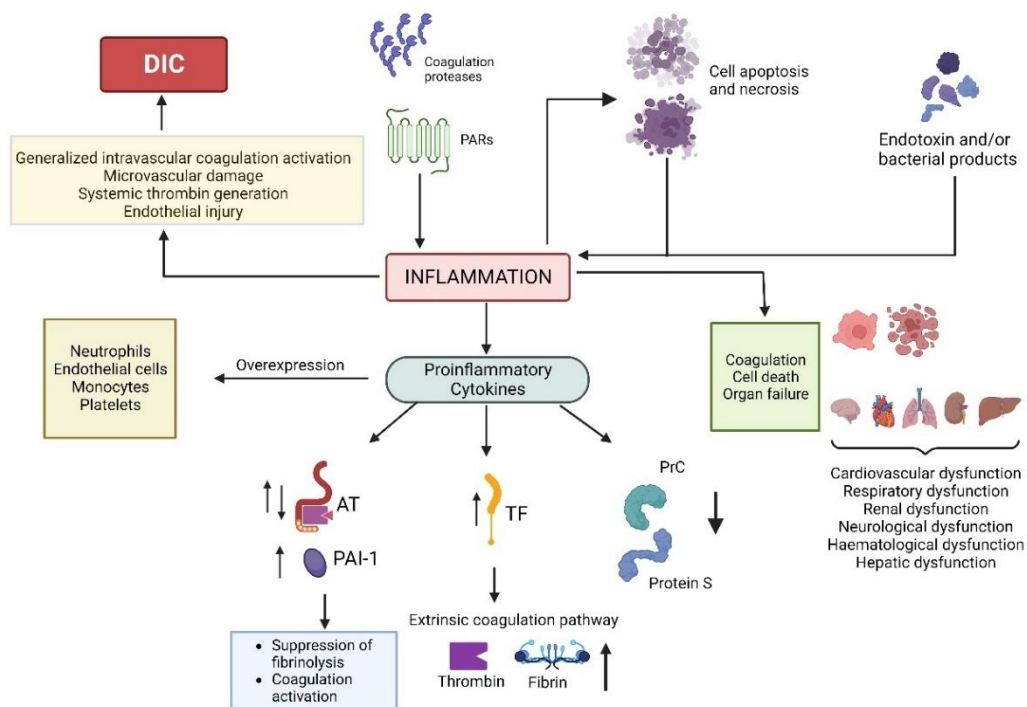 DIC
Coagulation
proteases
PARs
Cell apoptosis
and necrosis
Endotoxin and/or
bacterial products
Generalized intravascular coagulation activation
Microvascular damage
Systemic thrombin generation
Endothelial injury
INFLAMMATION
Neutrophils
Endothelial cells
Monocytes
Platelets
Overexpression
Proinflammatory
Cytokines
Coagulation
Cell death
Organ failure
Cardiovascular dysfunction
Respiratory dysfunction
Renal dysfunction
Neurological dysfunction
Haematological dysfunction
Hepatic dysfunction
AT
PAI-1
TF
PrC
Protein S
• Suppression of
fibrinolysis
• Coagulation
activation
Extrinsic coagulation pathway
Thrombin
Fibrin